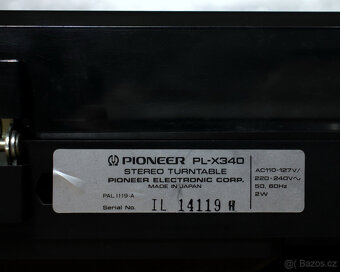 PIONEER PL-X340
STEREO TURNTABLE
PIONEER ELECTRONIC CORP.
MADE IN JAPAN
PAL 1119-A
Serial No. IL 14119 H
AC110-127V/
220-240V~
50, 60Hz
2W
Bazos.cz